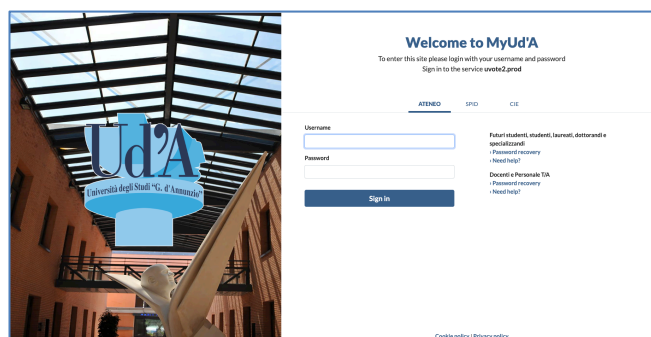 Ud'A
Università degli Studi "G. d'Annunzio"
Welcome to MyUd'A
To enter this site please login with your username and password
Sign in to the service uvote2.prod
ATENEO SPID CIE
Username
Password
Sign in
Futuri studenti, studenti, laureati, dottorandi e
specializzandi
› Password recovery
› Need help?
Docenti e Personale T/A
› Password recovery
› Need help?
Cookie policy | Privacy policy